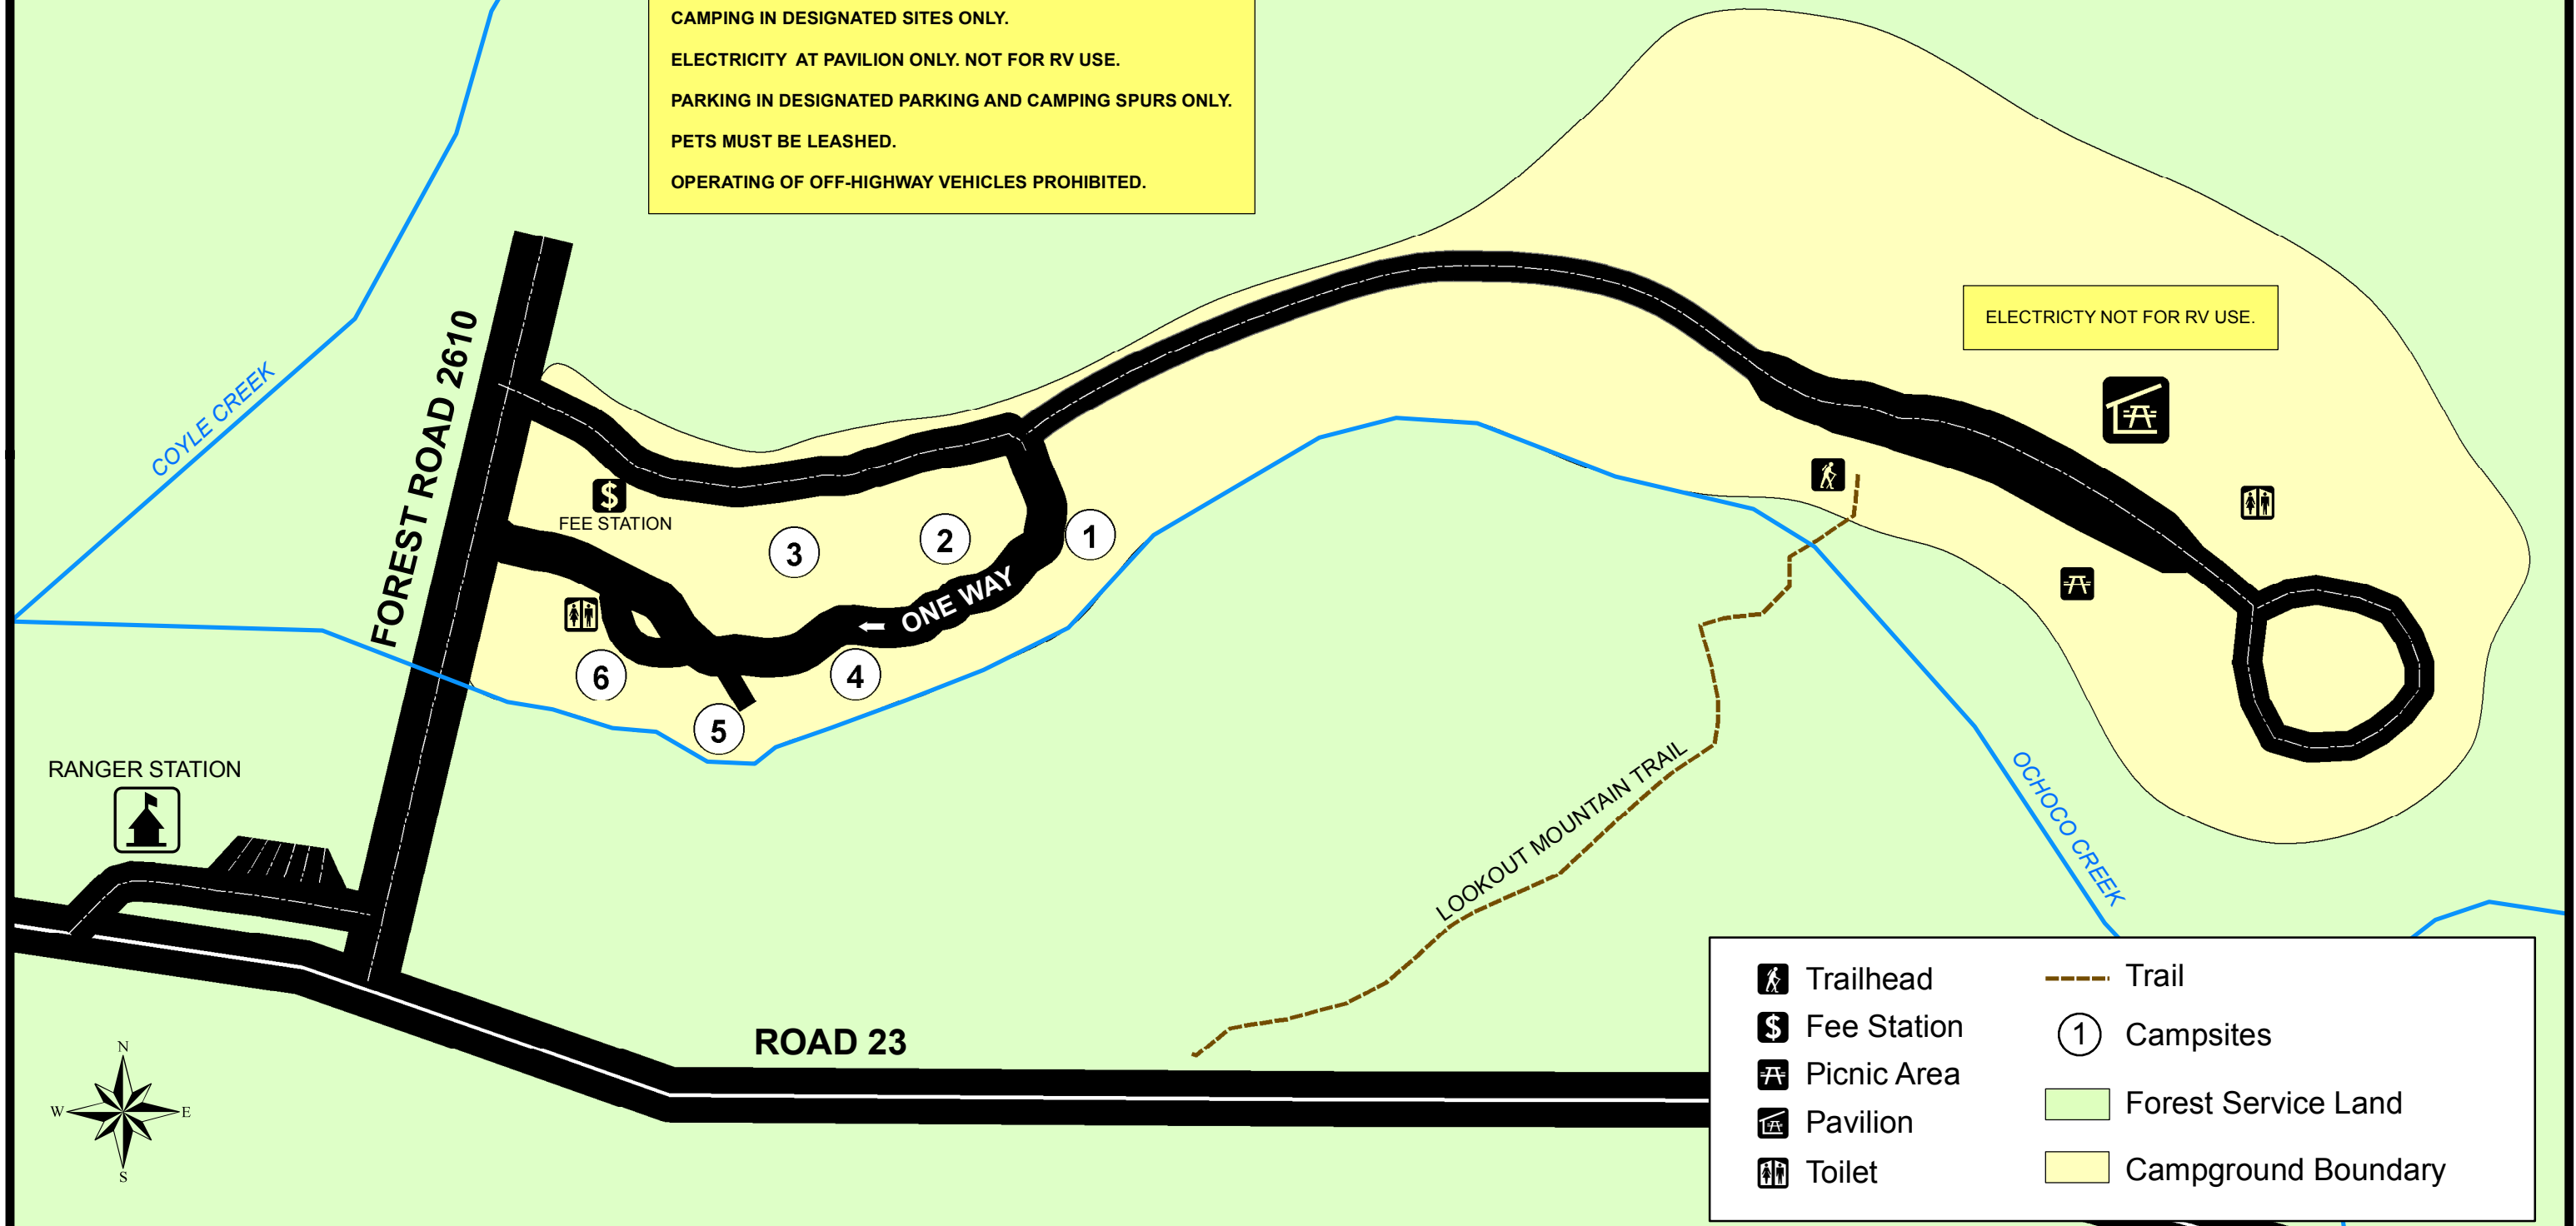 CAMPING IN DESIGNATED SITES ONLY.
ELECTRICITY AT PAVILION ONLY. NOT FOR RV USE.
PARKING IN DESIGNATED PARKING AND CAMPING SPURS ONLY.
PETS MUST BE LEASHED.
OPERATING OF OFF-HIGHWAY VEHICLES PROHIBITED.
ELECTRICTY NOT FOR RV USE.
COYLE CREEK
FOREST ROAD 2610
$
FEE STATION
3
2
1
ONE WAY
6
4
5
RANGER STATION
LOOKOUT MOUNTAIN TRAIL
OCHOCO CREEK
ROAD 23
N
W
E
S
Trailhead
$ Fee Station
Picnic Area
Pavilion
Toilet
Trail
1 Campsites
Forest Service Land
Campground Boundary